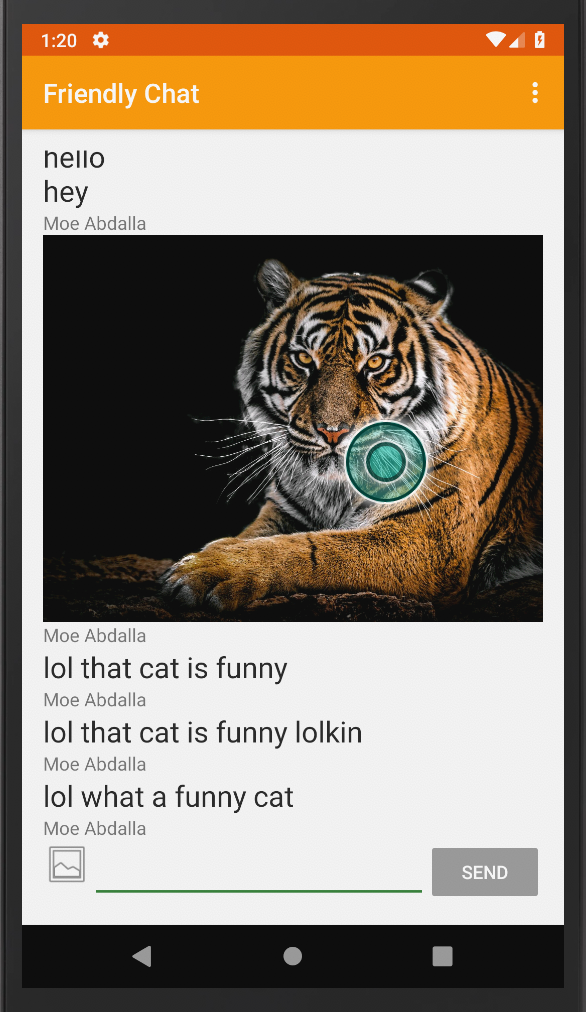 1:20
Friendly Chat
hello
hey
Moe Abdalla
Moe Abdalla
lol that cat is funny
Moe Abdalla
lol that cat is funny lolkin
Moe Abdalla
lol what a funny cat
Moe Abdalla
SEND